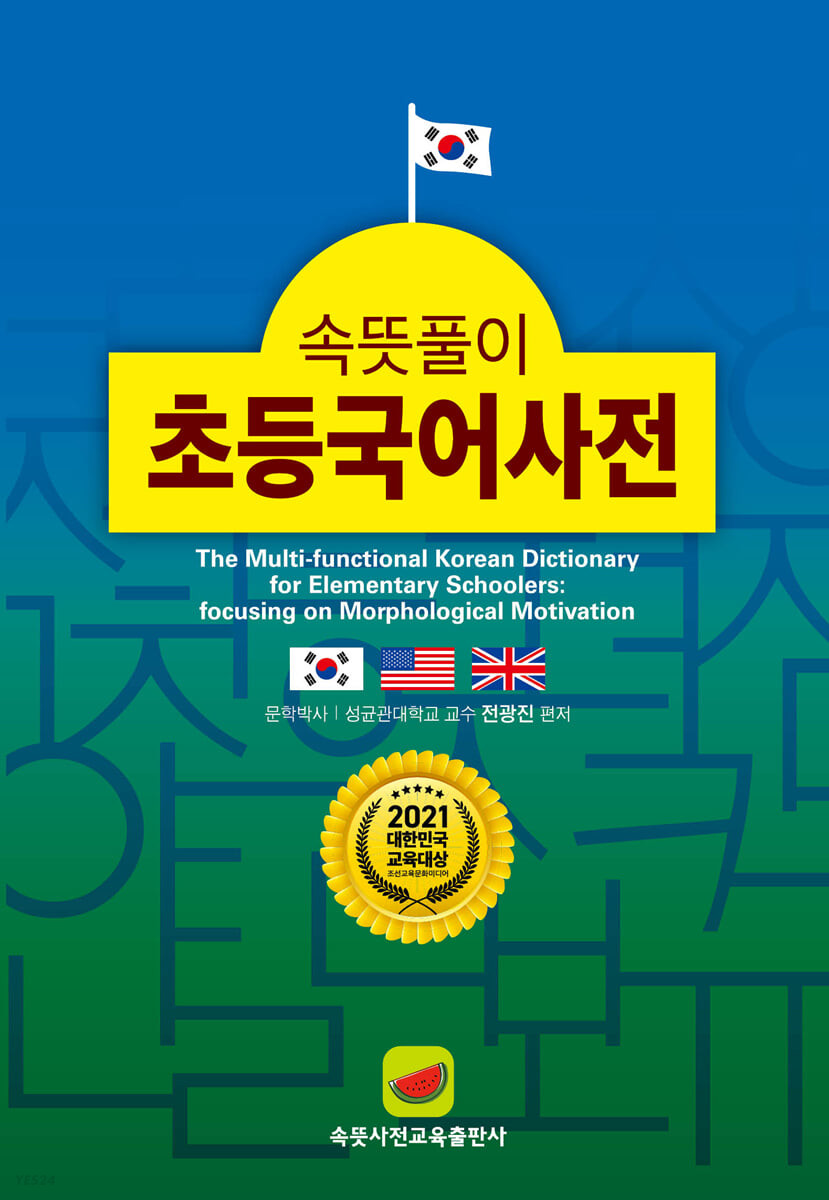 속뜻풀이
초등국어사전
The Multi-functional Korean Dictionary
for Elementary Schoolers:
focusing on Morphological Motivation
문학박사 | 성균관대학교 교수 전광진 편저
2021
대한민국
교육대상
조선교육문화미디어
속뜻사전교육출판사
YES24